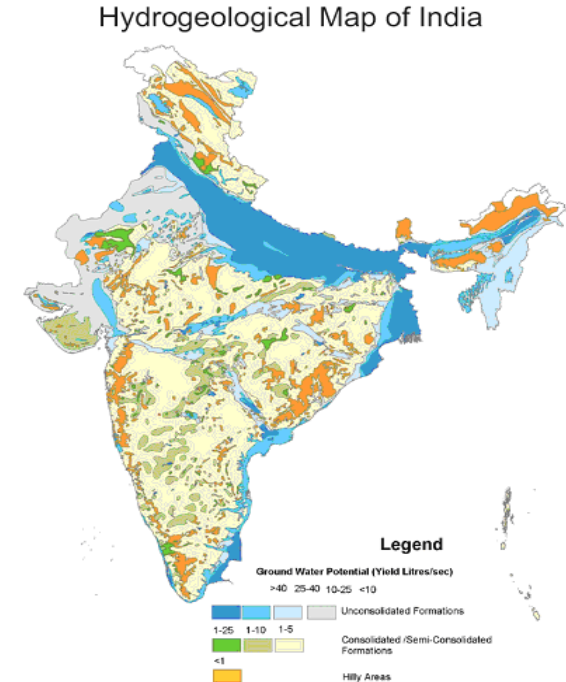 Hydrogeological Map of India
Legend
Ground Water Potential (Yield Litres/sec)
>40 25-40 10-25 <10
Unconsolidated Formations
1-25 1-10 1-5
Consolidated /Semi-Consolidated
Formations
<1
Hilly Areas